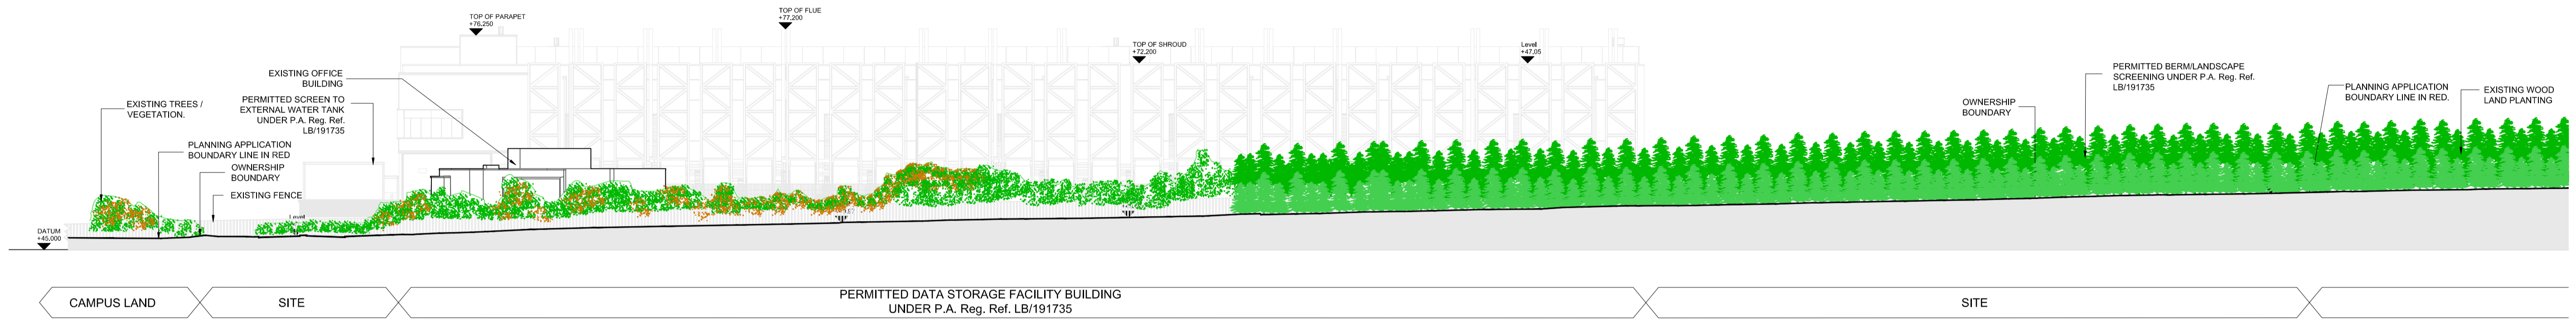 TOP OF PARAPET
+76.250
TOP OF FLUE
+77,200
TOP OF SHROUD
+72,200
Level
+47,05
EXISTING OFFICE
BUILDING
EXISTING TREES /
VEGETATION.
PERMITTED SCREEN TO
EXTERNAL WATER TANK
UNDER P.A. Reg. Ref.
LB/191735
PLANNING APPLICATION
BOUNDARY LINE IN RED
OWNERSHIP
BOUNDARY
EXISTING FENCE
Level
DATUM
+45,000
OWNERSHIP
BOUNDARY
PERMITTED BERM/LANDSCAPE
SCREENING UNDER P.A. Reg. Ref.
LB/191735
PLANNING APPLICATION
BOUNDARY LINE IN RED.
EXISTING WOOD
LAND PLANTING
CAMPUS LAND
SITE
PERMITTED DATA STORAGE FACILITY BUILDING
UNDER P.A. Reg. Ref. LB/191735
SITE